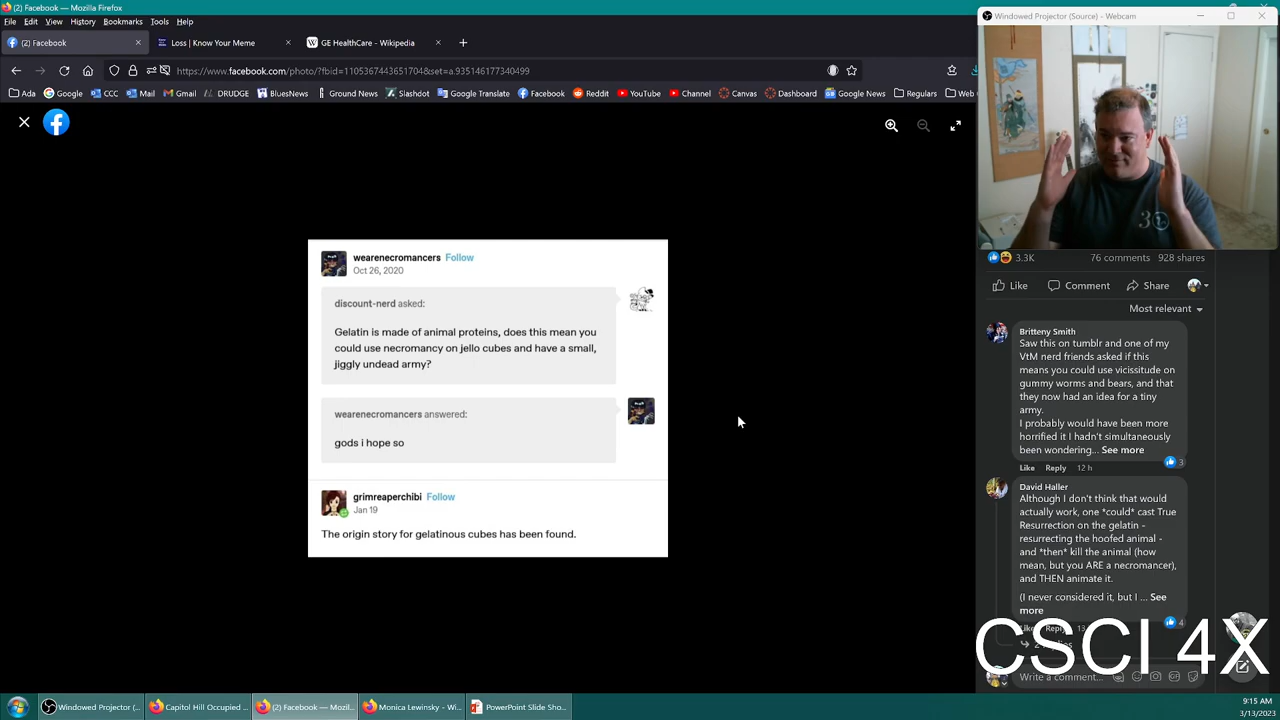 (2) Facebook — Mozilla Firefox
File Edit View History Bookmarks Tools Help
(2) Facebook
Loss | Know Your Meme
GE HealthCare - Wikipedia
https://www.facebook.com/photo/?fbid=1105367443651704&set=a.935146177340499
Ada Google CCC Mail Gmail DRUDGE BluesNews Ground News Slashdot Google Translate Facebook Reddit YouTube Channel Canvas Dashboard Google News Regulars Web C
Windowed Projector (Source) - Webcam
wearenecromancers Follow
Oct 26, 2020
discount-nerd asked:
Gelatin is made of animal proteins, does this mean you
could use necromancy on jello cubes and have a small,
jiggly undead army?
wearenecromancers answered:
gods i hope so
grimreaperchibi Follow
Jan 19
The origin story for gelatinous cubes has been found.
3.3K 76 comments 928 shares
Like Comment Share
Most relevant
Britteny Smith
Saw this on tumblr and one of my
VtM nerd friends asked if this
means you could use vicissitude on
gummy worms and bears, and that
they now had an idea for a tiny
army.
I probably would have been more
horrified it I hadn't simultaneously
been wondering... See more
Like Reply 12 h 3
David Haller
Although I don't think that would
actually work, one *could* cast True
Resurrection on the gelatin -
resurrecting the hoofed animal -
and *then* kill the animal (how
mean, but you ARE a necromancer),
and THEN animate it.
(I never considered it, but I ... See
more
4
Like Reply
CSCI 4X
Write a comment...
Windowed Projector (...
Capitol Hill Occupied ...
(2) Facebook — Mozil...
Monica Lewinsky - Wi...
PowerPoint Slide Sho...
9:15 AM
3/13/2023